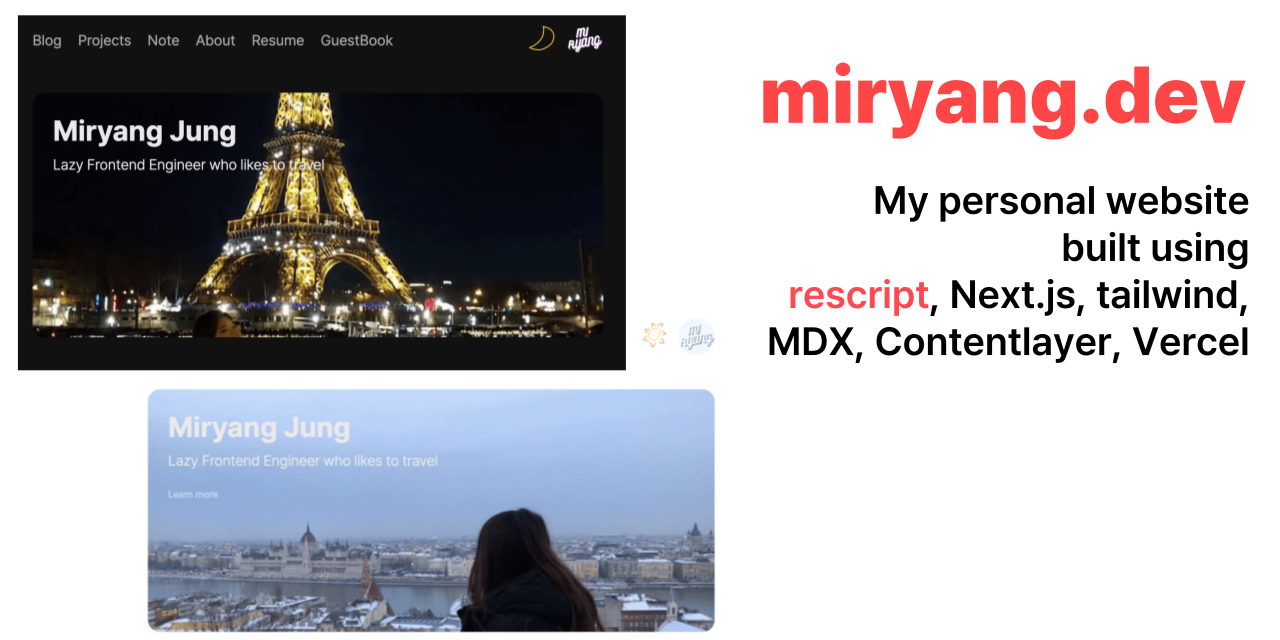 Blog Projects Note About Resume GuestBook
MI
RYANG
Miryang Jung
Lazy Frontend Engineer who likes to travel
MI
RYANG
Miryang Jung
Lazy Frontend Engineer who likes to travel
Learn more
miryang.dev
My personal website
built using
rescript, Next.js, tailwind,
MDX, Contentlayer, Vercel